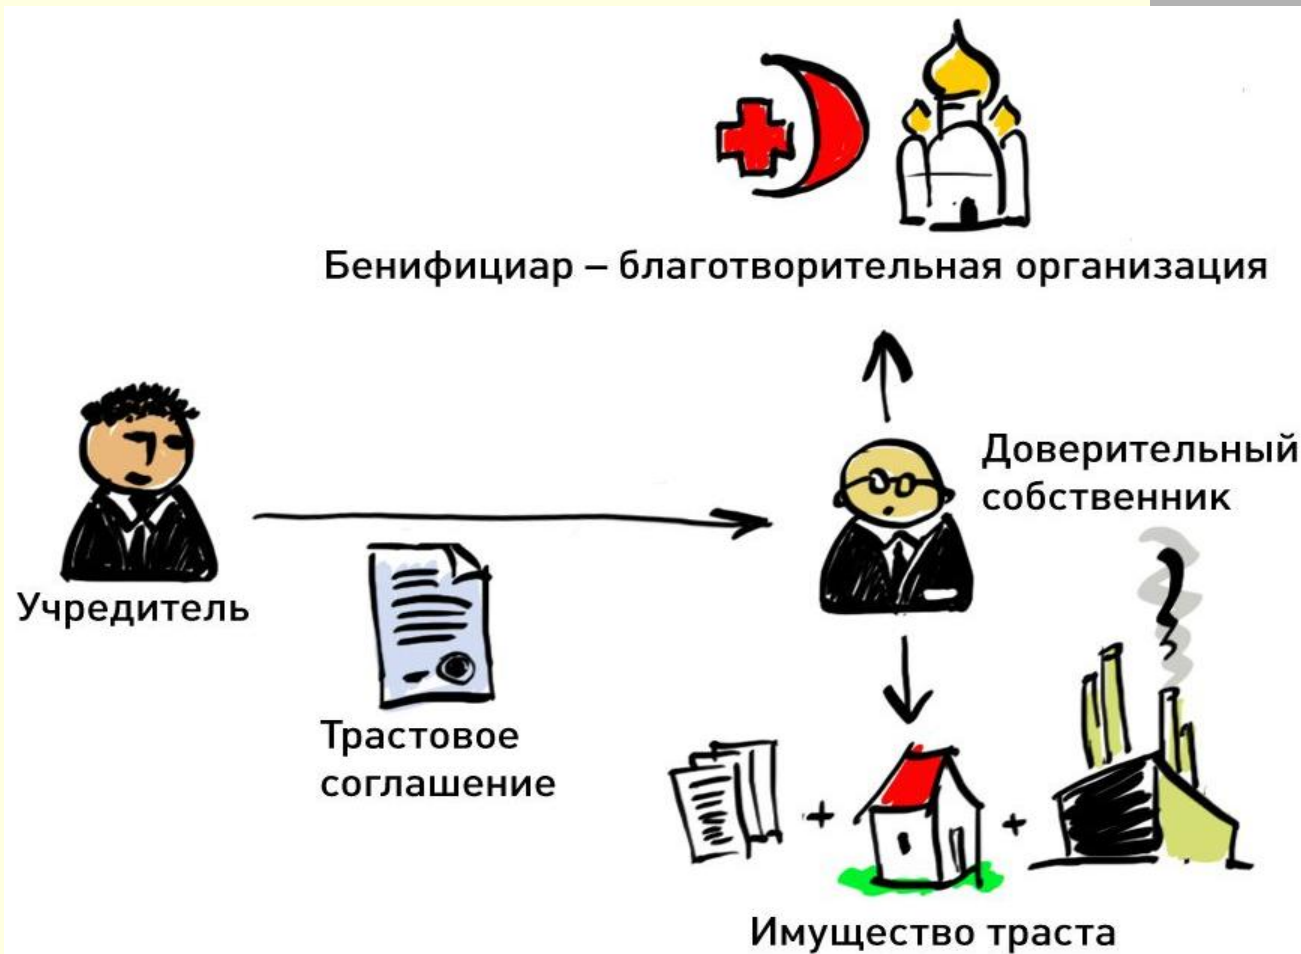 Бенифициар – благотворительная организация
Доверительный
собственник
Учредитель
Трастовое
соглашение
Имущество траста